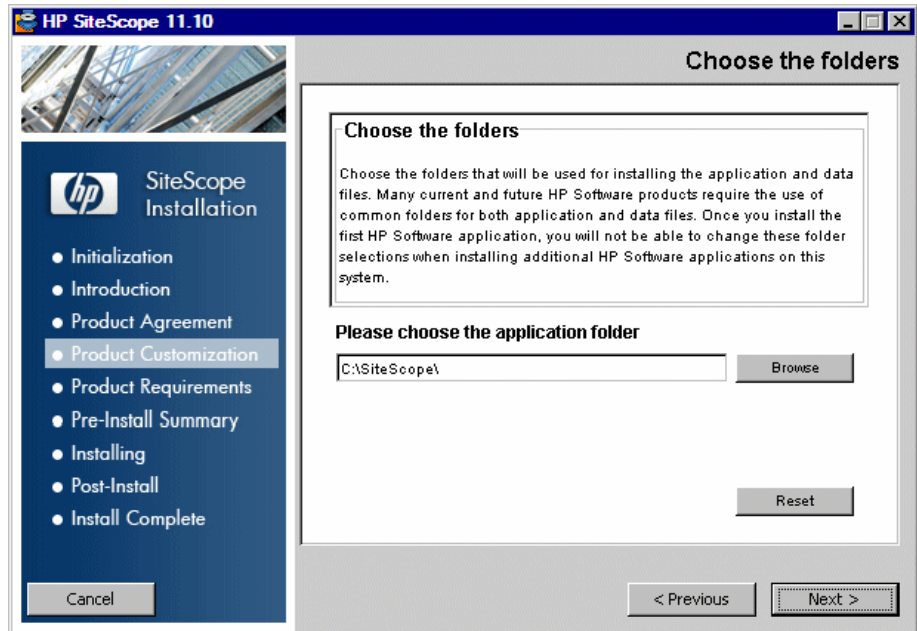 HP SiteScope 11.10
Choose the folders
hp
SiteScope
Installation
Initialization
Introduction
Product Agreement
Product Customization
Product Requirements
Pre-Install Summary
Installing
Post-Install
Install Complete
Choose the folders
Choose the folders that will be used for installing the application and data
files. Many current and future HP Software products require the use of
common folders for both application and data files. Once you install the
first HP Software application, you will not be able to change these folder
selections when installing additional HP Software applications on this
system.
Please choose the application folder
C:\SiteScope\
Browse
Reset
Cancel
< Previous
Next >